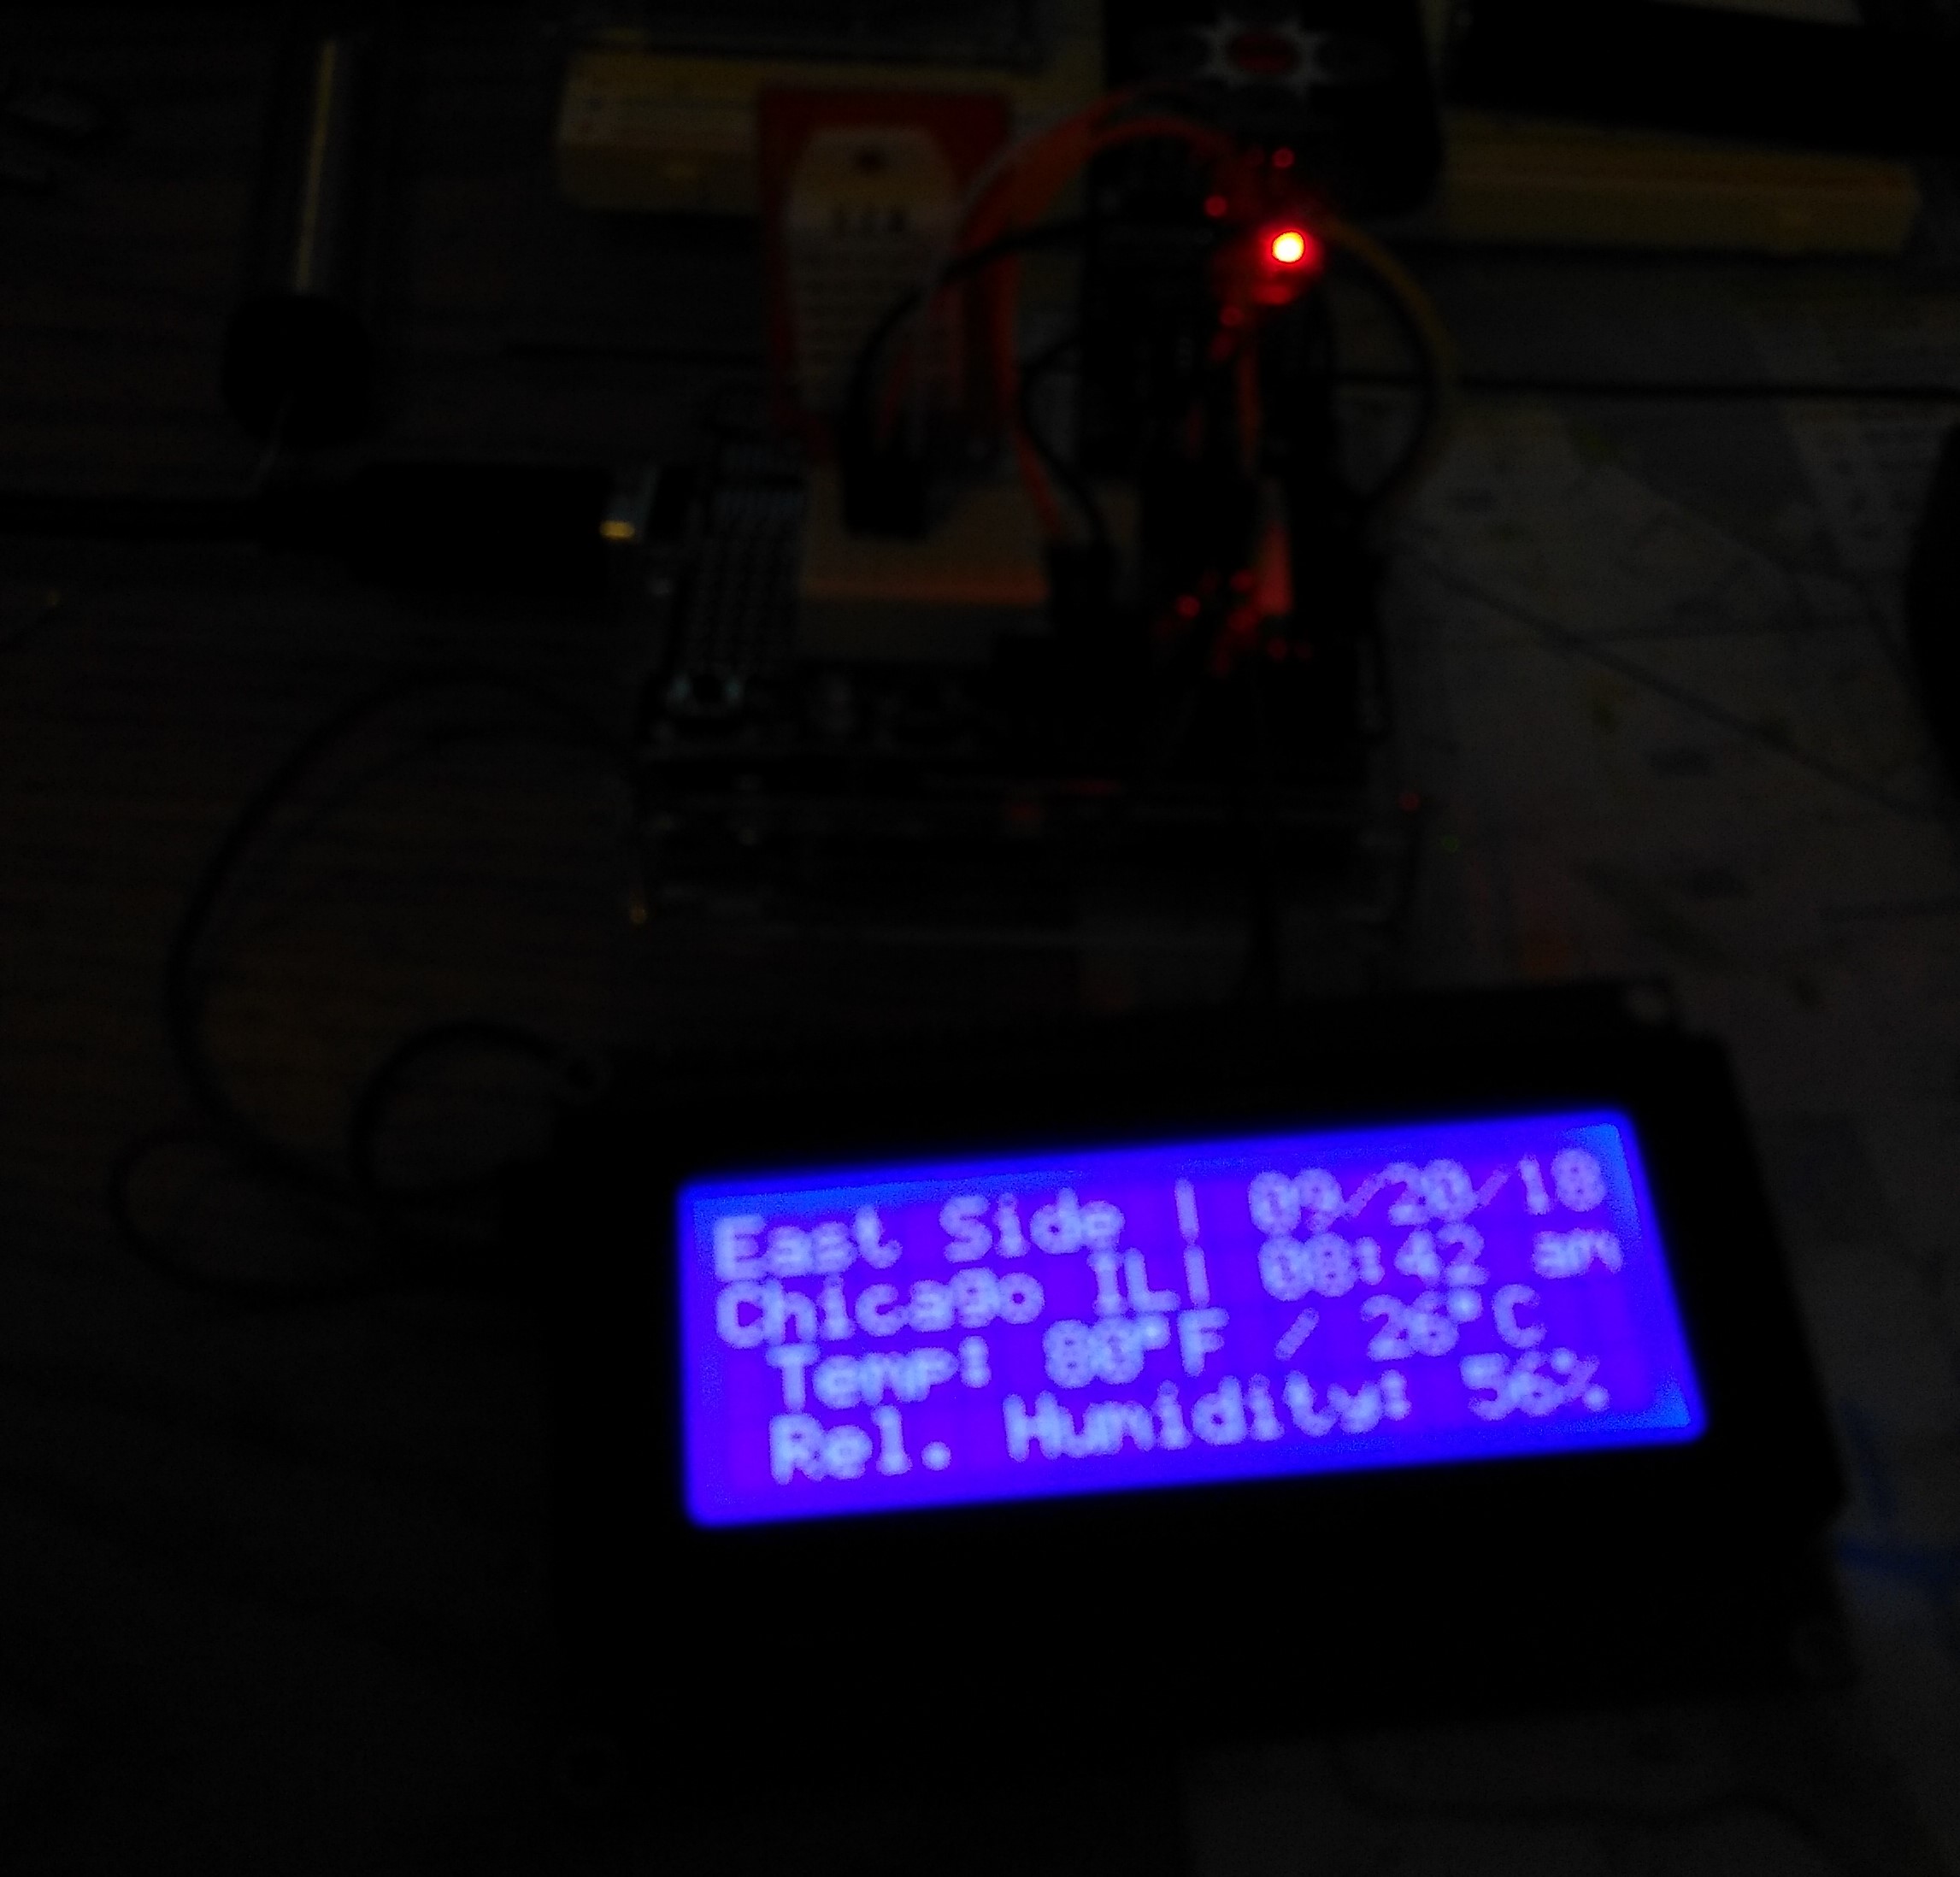 East Side | 09/20/18
Chicago IL| 08:42 am
Temp: 80°F / 26°C
Rel. Humidity: 56%